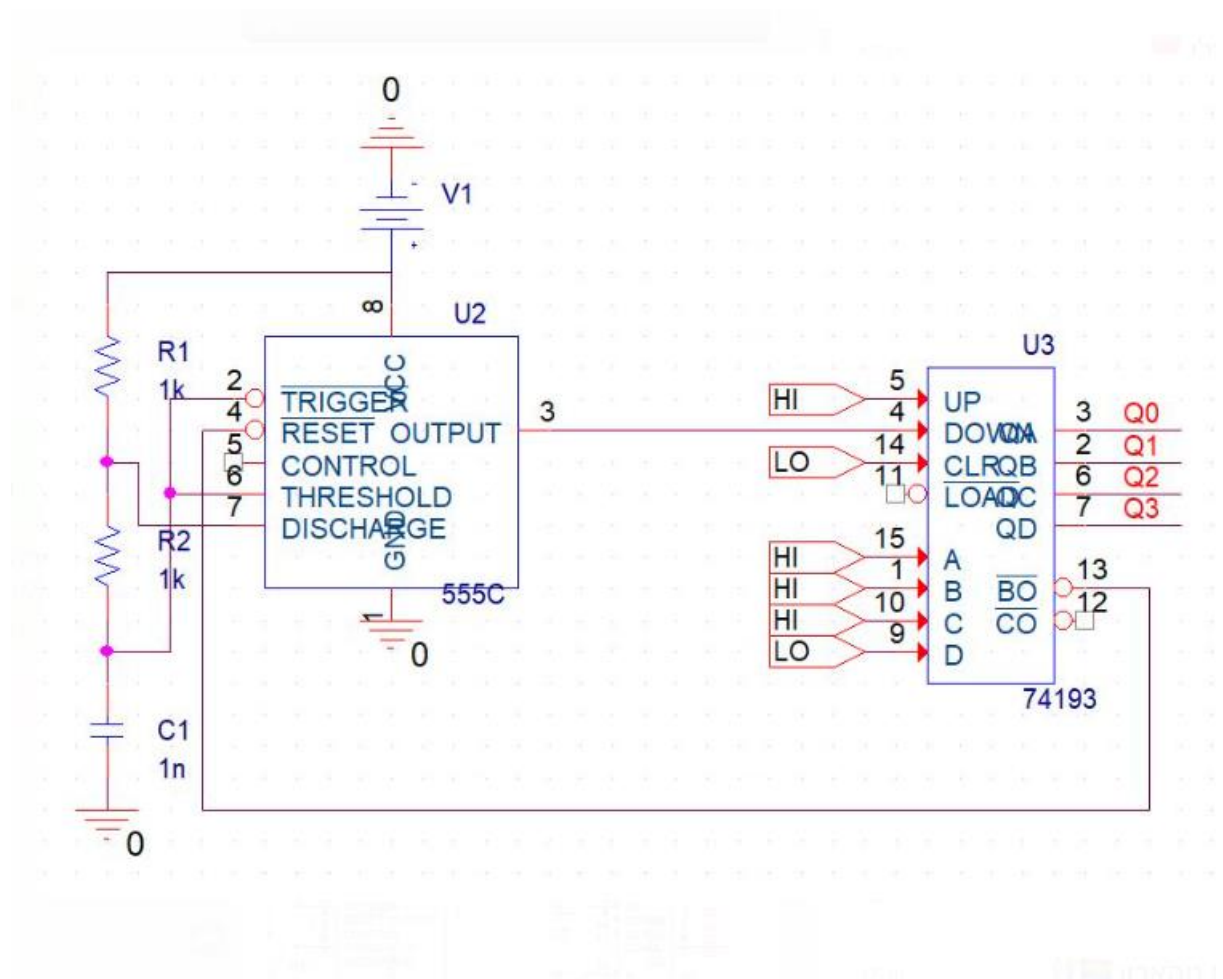 0
V1
-
+
8
U2
R1
1k
2
4
5
6
7
TRIGGER
RESET
CONTROL
THRESHOLD
DISCHARGE
VCC
GND
OUTPUT
3
555C
1
0
R2
1k
C1
1n
0
U3
HI
LO
HI
HI
HI
LO
5
4
14
11
15
1
10
9
UP
DOWN
CLR
LOAD
A
B
C
D
QA
QB
QC
QD
BO
CO
3
2
6
7
13
12
Q0
Q1
Q2
Q3
74193